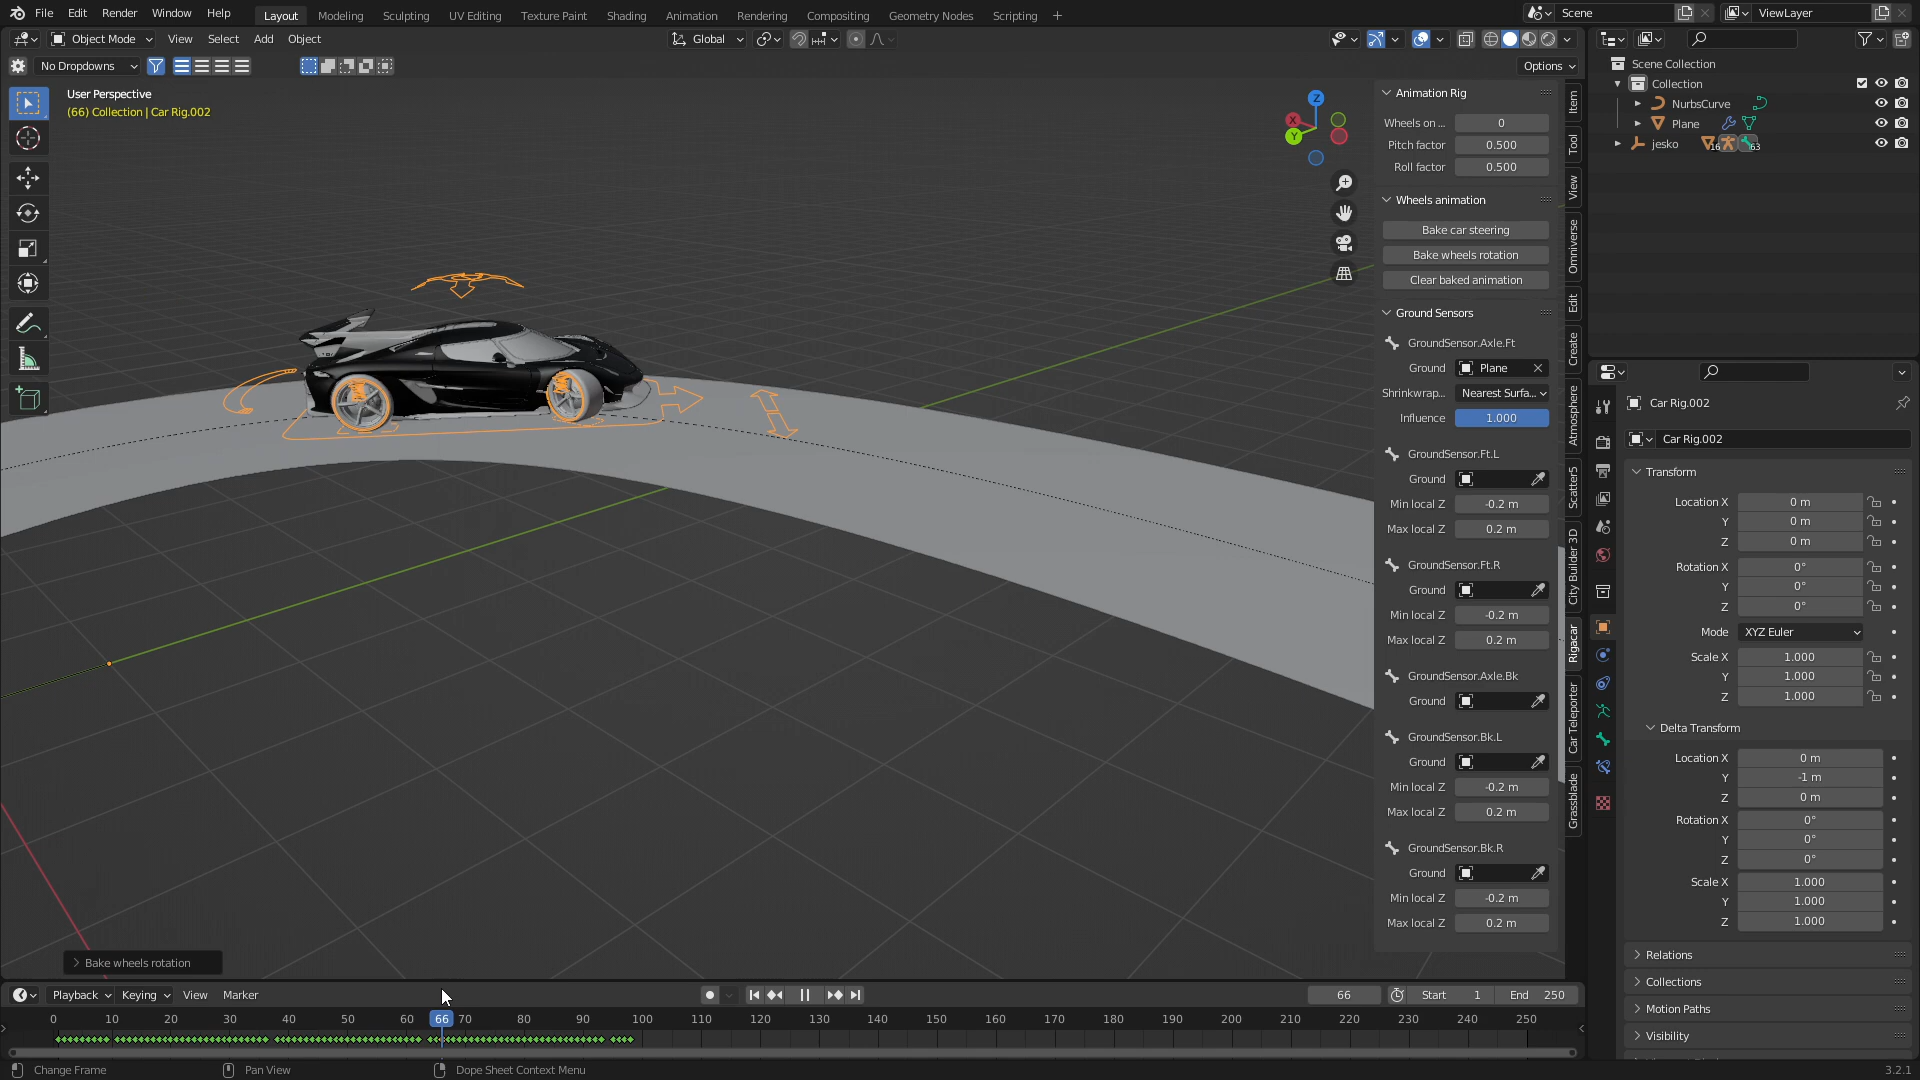 File Edit Render Window Help Layout Modeling Sculpting UV Editing Texture Paint Shading Animation Rendering Compositing Geometry Nodes Scripting + Scene ViewLayer
Object Mode View Select Add Object Global
No Dropdowns Options
User Perspective
(66) Collection | Car Rig.002
Z
X
Y
Animation Rig
Wheels on ... 0
Pitch factor 0.500
Roll factor 0.500
Wheels animation
Bake car steering
Bake wheels rotation
Clear baked animation
Ground Sensors
GroundSensor.Axle.Ft
Ground Plane
Shrinkwrap... Nearest Surfa...
Influence 1.000
GroundSensor.Ft.L
Ground
Min local Z -0.2 m
Max local Z 0.2 m
GroundSensor.Ft.R
Ground
Min local Z -0.2 m
Max local Z 0.2 m
GroundSensor.Axle.Bk
Ground
GroundSensor.Bk.L
Ground
Min local Z -0.2 m
Max local Z 0.2 m
GroundSensor.Bk.R
Ground
Min local Z -0.2 m
Max local Z 0.2 m
Item
Tool
View
Omniverse
Edit
Create
Atmosphere
Scatter5
City Builder 3D
Rigacar
Car Teleporter
Grassblade
Scene Collection
Collection
NurbsCurve
Plane
jesko 16 63
Car Rig.002
Car Rig.002
Transform
Location X 0 m
Y 0 m
Z 0 m
Rotation X 0°
Y 0°
Z 0°
Mode XYZ Euler
Scale X 1.000
Y 1.000
Z 1.000
Delta Transform
Location X 0 m
Y -1 m
Z 0 m
Rotation X 0°
Y 0°
Z 0°
Scale X 1.000
Y 1.000
Z 1.000
Relations
Collections
Motion Paths
Visibility
Bake wheels rotation
Playback Keying View Marker 66 Start 1 End 250
0 10 20 30 40 50 60 66 70 80 90 100 110 120 130 140 150 160 170 180 190 200 210 220 230 240 250
Change Frame Pan View Dope Sheet Context Menu 3.2.1